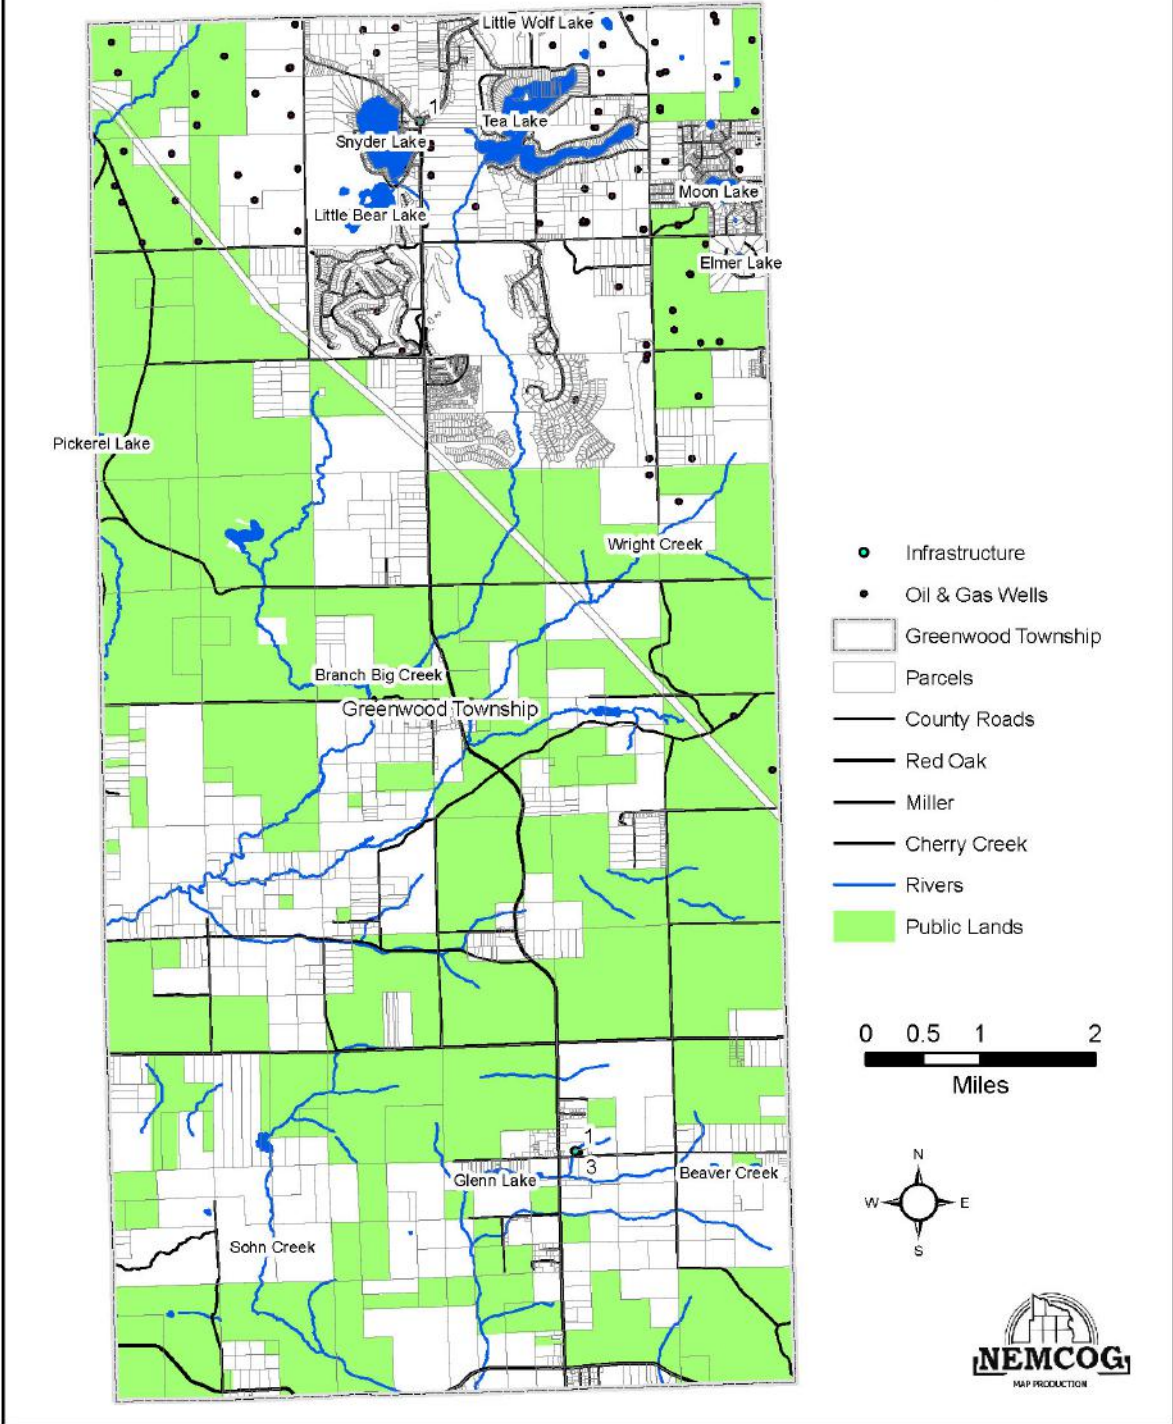 Little Wolf Lake
1
Tea Lake
Snyder Lake
Moon Lake
Little Bear Lake
Elmer Lake
Pickerel Lake
Wright Creek
Branch Big Creek
Greenwood Township
1
3
Glenn Lake
Beaver Creek
Sohn Creek
Infrastructure
Oil & Gas Wells
Greenwood Township
Parcels
County Roads
Red Oak
Miller
Cherry Creek
Rivers
Public Lands
0 0.5 1 2
Miles
N
W E
S
NEMCOG
MAP PRODUCTION